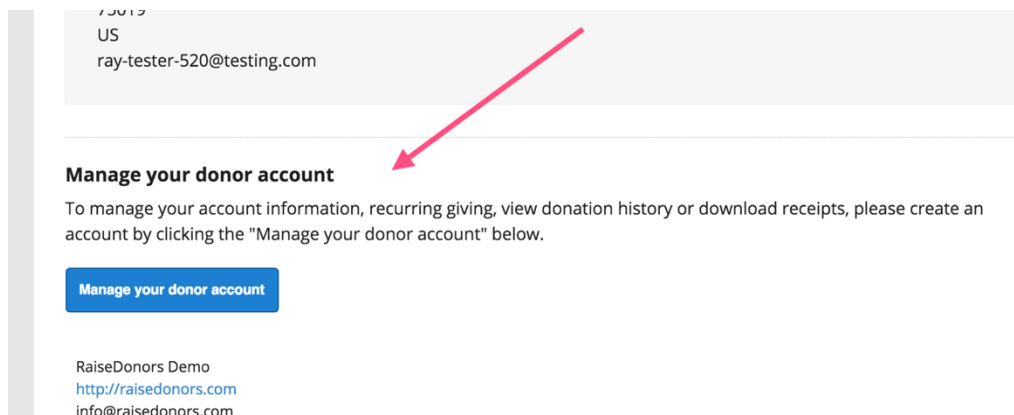 75019
US
ray-tester-520@testing.com
Manage your donor account
To manage your account information, recurring giving, view donation history or download receipts, please create an
account by clicking the "Manage your donor account" below.
Manage your donor account
RaiseDonors Demo
http://raisedonors.com
info@raisedonors.com